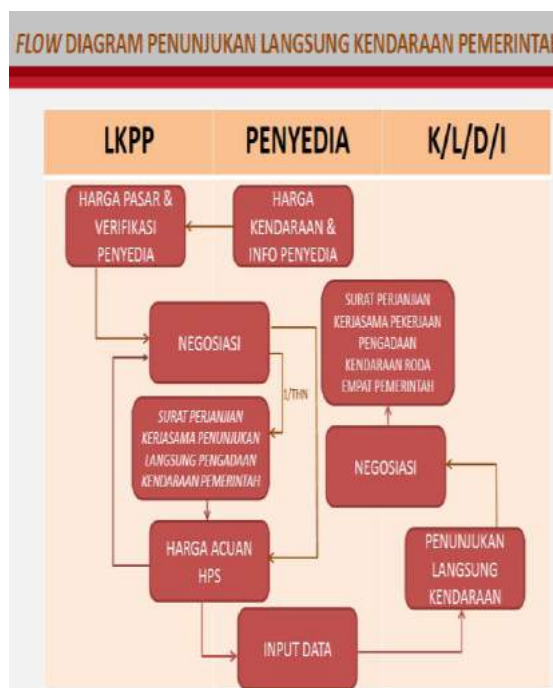 FLOW DIAGRAM PENUNJUKAN LANGSUNG KENDARAAN PEMERINTA
LKPP
PENYEDIA
K/L/D/I
HARGA PASAR &
VERIFIKASI
PENYEDIA
HARGA
KENDARAAN &
INFO PENYEDIA
SURAT PERJANJIAN
KERJASAMA PEKERJAAN
PENGADAAN
KENDARAAN RODA
EMPAT PEMERINTAH
NEGOSIASI
1/THN
SURAT PERJANJIAN
KERJASAMA PENUNJUKAN
LANGSUNG PENGADAAN
KENDARAAN PEMERINTAH
NEGOSIASI
HARGA ACUAN
HPS
PENUNJUKAN
LANGSUNG
KENDARAAN
INPUT DATA